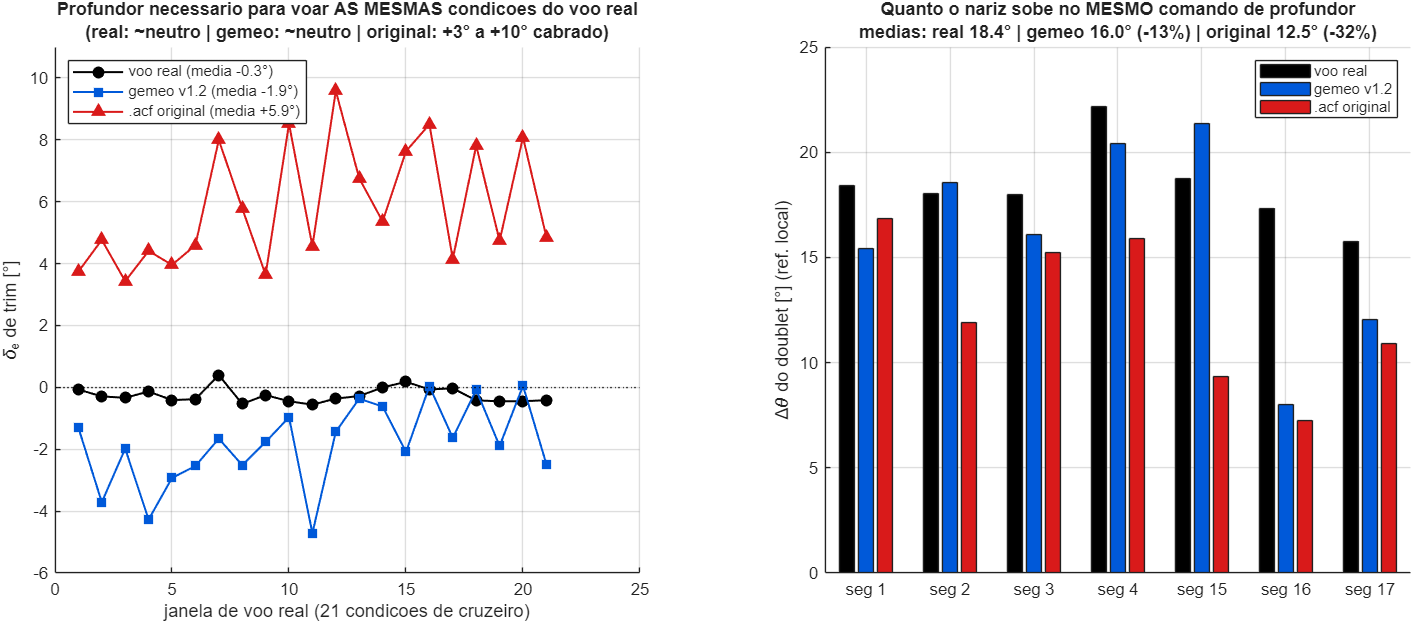 Profundor necessario para voar AS MESMAS condicoes do voo real
(real: ~neutro | gemeo: ~neutro | original: +3° a +10° cabrado)
voo real (media -0.3°)
gemeo v1.2 (media -1.9°)
.acf original (media +5.9°)
10
8
6
4
2
0
-2
-4
-6
δe de trim [°]
0
5
10
15
20
25
janela de voo real (21 condicoes de cruzeiro)
Quanto o nariz sobe no MESMO comando de profundor
medias: real 18.4° | gemeo 16.0° (-13%) | original 12.5° (-32%)
voo real
gemeo v1.2
.acf original
25
20
15
10
5
0
Δθ do doublet [°] (ref. local)
seg 1
seg 2
seg 3
seg 4
seg 15
seg 16
seg 17